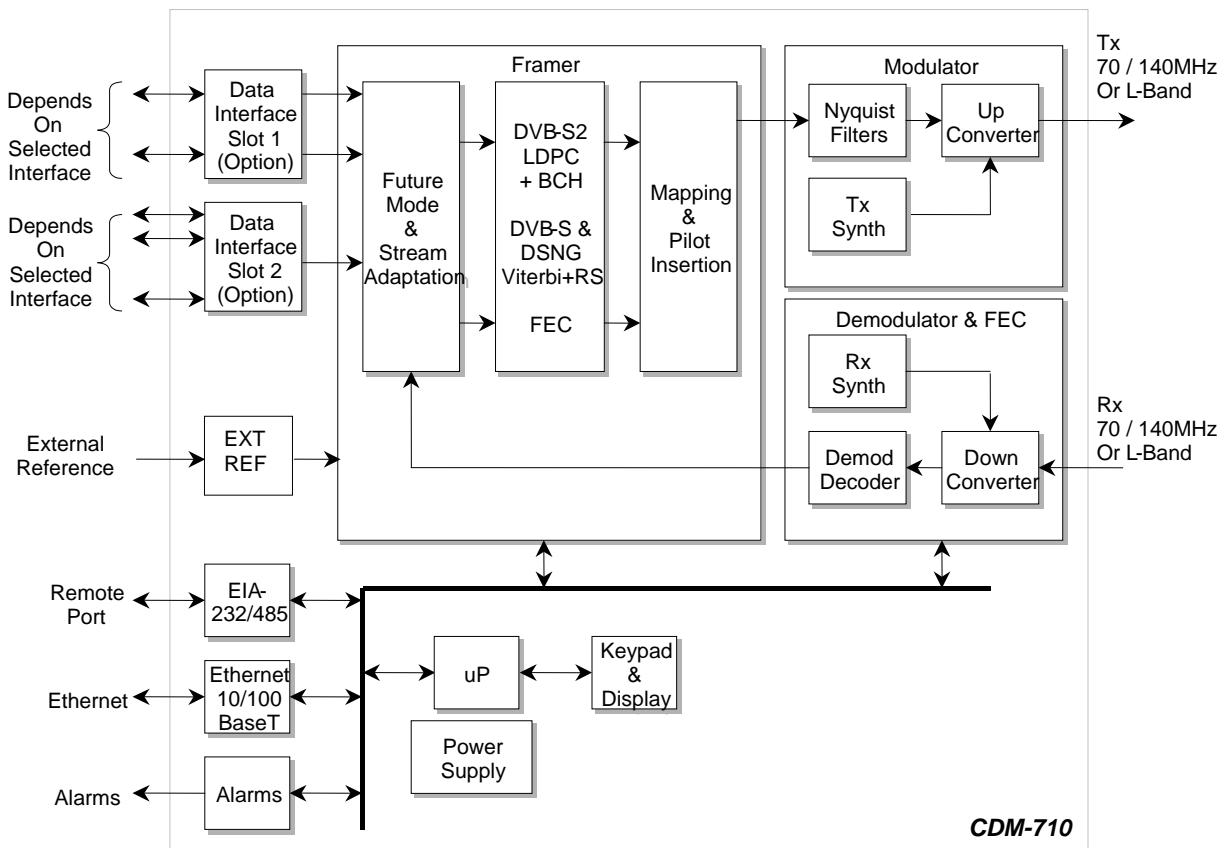 Depends
On
Selected
Interface
Data
Interface
Slot 1
(Option)
Depends
On
Selected
Interface
Data
Interface
Slot 2
(Option)
Framer
Future
Mode
&
Stream
Adaptation
DVB-S2
LDPC
+ BCH
DVB-S &
DSNG
Viterbi+RS
FEC
Mapping
&
Pilot
Insertion
Modulator
Nyquist
Filters
Up
Converter
Tx
Synth
Tx
70 / 140MHz
Or L-Band
Demodulator & FEC
Rx
Synth
Demod
Decoder
Down
Converter
Rx
70 / 140MHz
Or L-Band
External
Reference
EXT
REF
Remote
Port
EIA-
232/485
Ethernet
Ethernet
10/100
BaseT
Alarms
Alarms
uP
Keypad
&
Display
Power
Supply
CDM-710